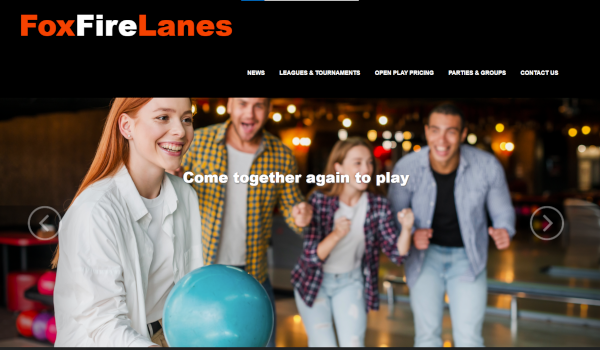 FoxFireLanes
NEWS LEAGUES & TOURNAMENTS OPEN PLAY PRICING PARTIES & GROUPS CONTACT US
Come together again to play